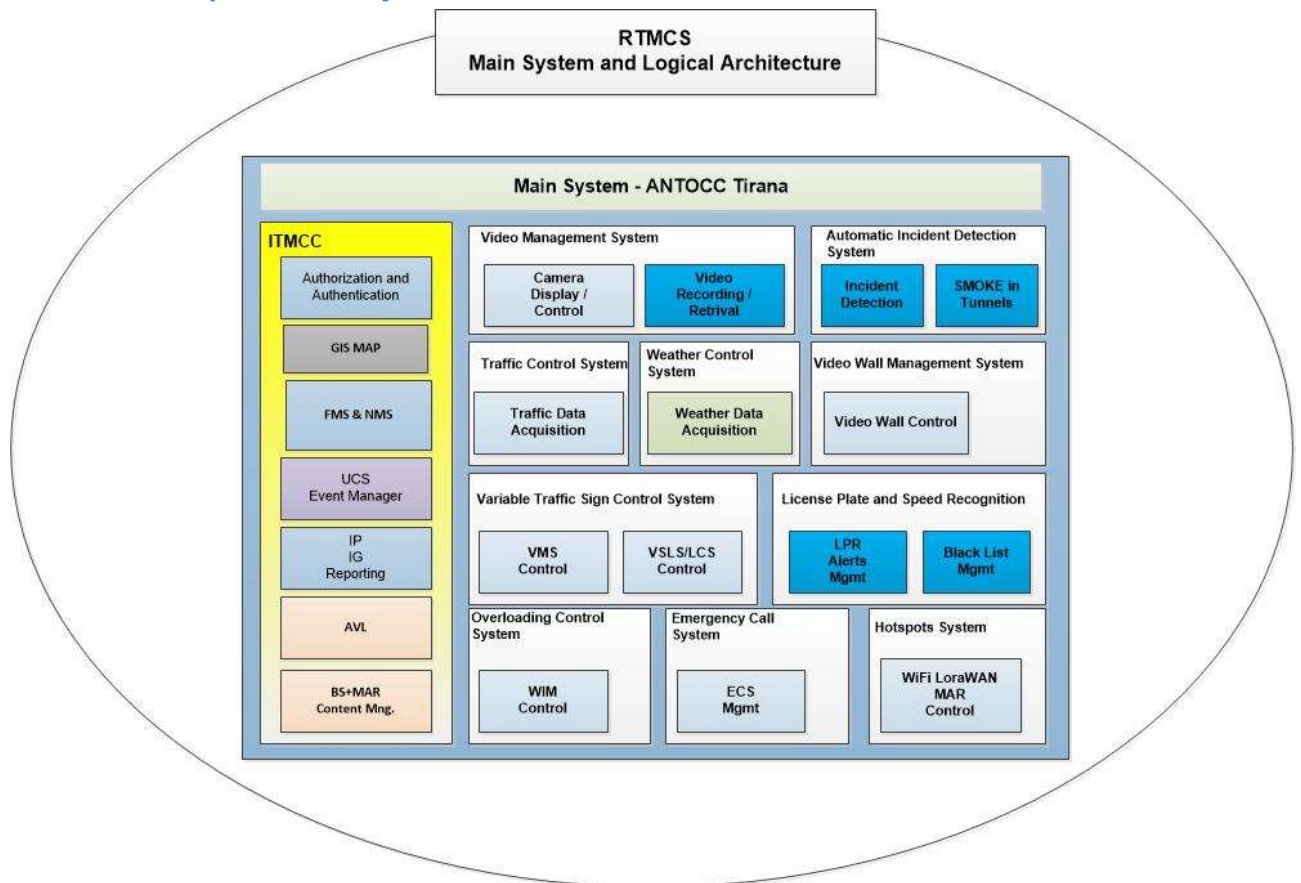 RTMCS
Main System and Logical Architecture
Main System - ANTOCC Tirana
ITMCC
Authorization and
Authentication
GIS MAP
FMS & NMS
UCS
Event Manager
IP
IG
Reporting
AVL
BS+MAR
Content Mng.
Video Management System
Camera
Display /
Control
Video
Recording /
Retrival
Automatic Incident Detection
System
Incident
Detection
SMOKE in
Tunnels
Traffic Control System
Traffic Data
Acquisition
Weather Control
System
Weather Data
Acquisition
Video Wall Management System
Video Wall Control
Variable Traffic Sign Control System
VMS
Control
VSLS/LCS
Control
License Plate and Speed Recognition
LPR
Alerts
Mgmt
Black List
Mgmt
Overloading Control
System
WIM
Control
Emergency Call
System
ECS
Mgmt
Hotspots System
WiFi LoraWAN
MAR
Control